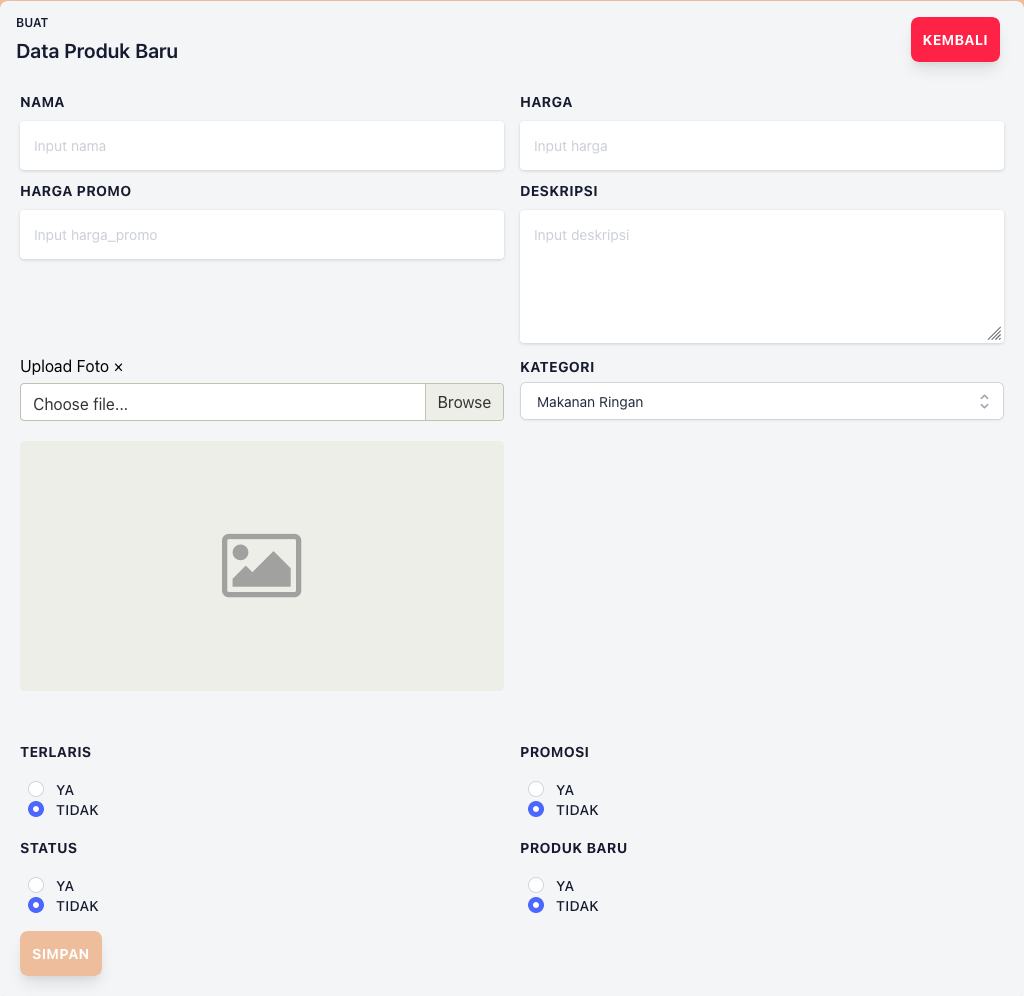 BUAT
Data Produk Baru
KEMBALI
NAMA
HARGA
Input nama
Input harga
HARGA PROMO
DESKRIPSI
Input harga_promo
Input deskripsi
Upload Foto ×
KATEGORI
Choose file...
Browse
Makanan Ringan
TERLARIS
PROMOSI
YA
YA
TIDAK
TIDAK
STATUS
PRODUK BARU
YA
YA
TIDAK
TIDAK
SIMPAN